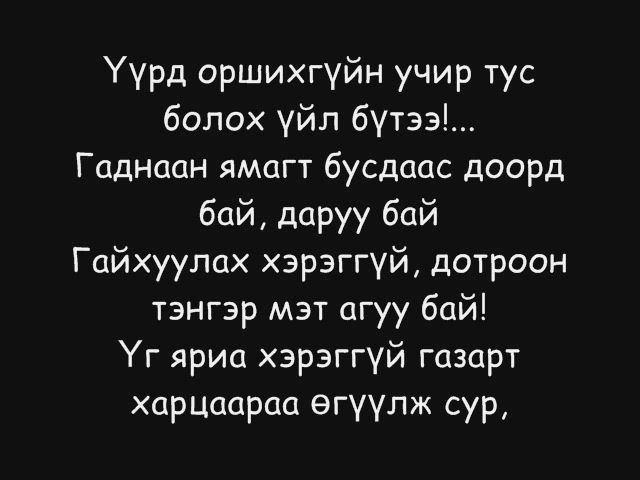 Үүрд оршихгүйн учир тус
болох үйл бүтээ!...
Гаднаан ямагт бусдаас доорд
бай, даруу бай
Гайхуулах хэрэггүй, дотроон
тэнгэр мэт агуу бай!
Үг яриа хэрэггүй газарт
харцаараа өгүүлж сур,